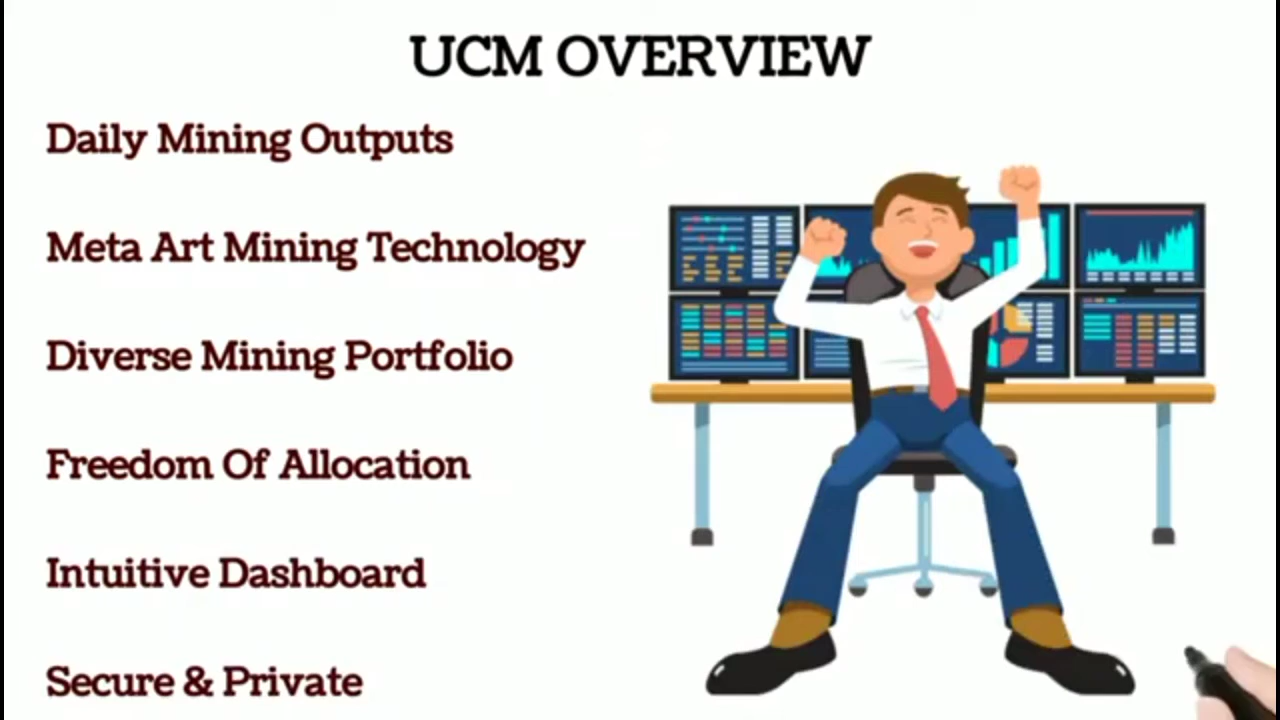 UCM OVERVIEW
Daily Mining Outputs
Meta Art Mining Technology
Diverse Mining Portfolio
Freedom Of Allocation
Intuitive Dashboard
Secure & Private